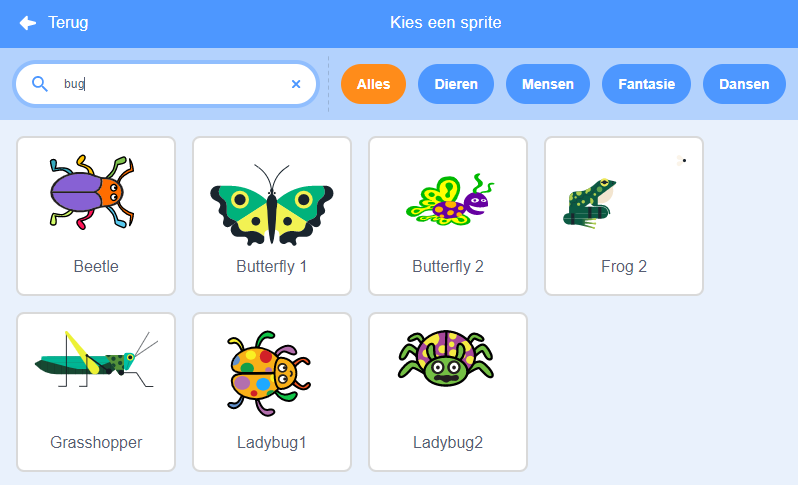 Terug
Kies een sprite
bug
Alles
Dieren
Mensen
Fantasie
Dansen
Beetle
Butterfly 1
Butterfly 2
Frog 2
Grasshopper
Ladybug1
Ladybug2